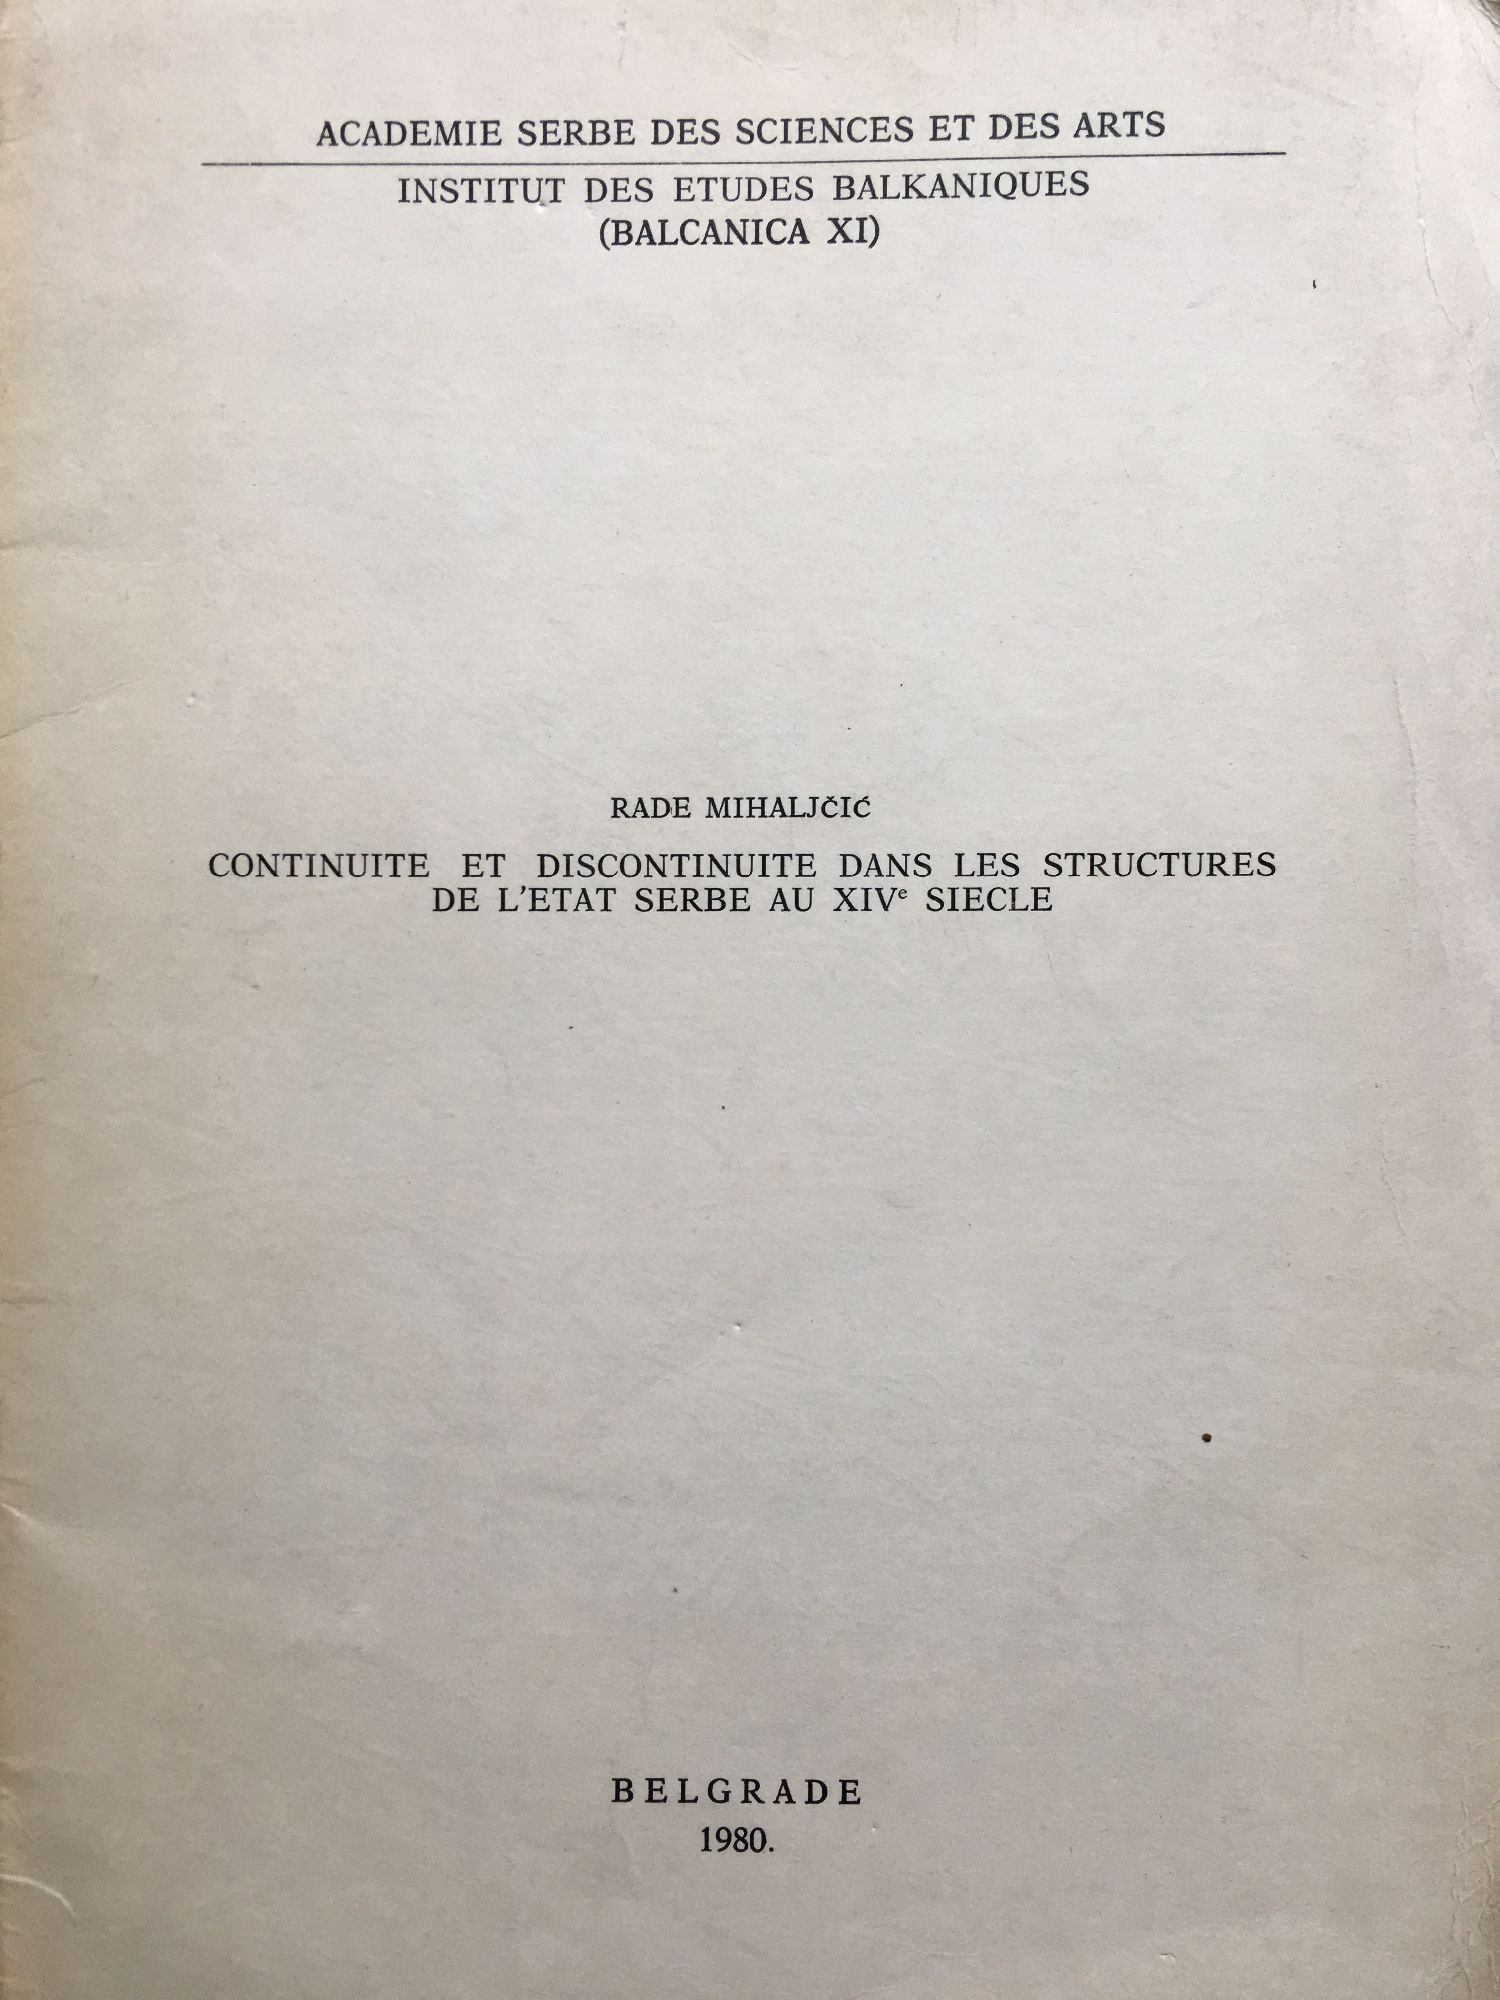 ACADEMIE SERBE DES SCIENCES ET DES ARTS
INSTITUT DES ETUDES BALKANIQUES
(BALCANICA XI)
RADE MIHALJČIĆ
CONTINUITE ET DISCONTINUITE DANS LES STRUCTURES
DE L'ETAT SERBE AU XIVe SIECLE
BELGRADE
1980.